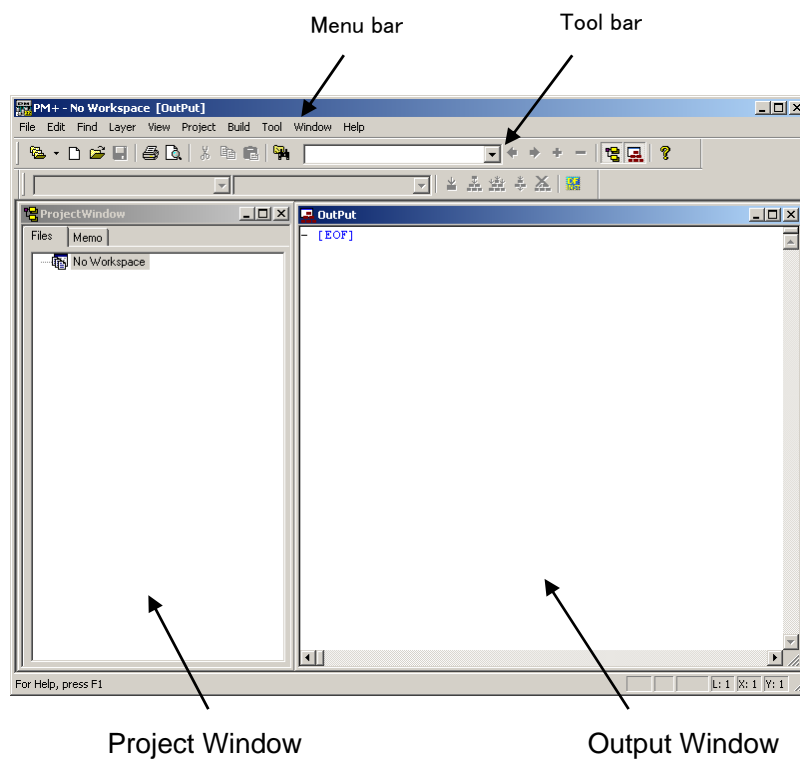 Menu bar
Tool bar
PM+ - No Workspace [OutPut]
File Edit Find Layer View Project Build Tool Window Help
ProjectWindow
OutPut
Files Memo
[EOF]
No Workspace
For Help, press F1
L: 1 X: 1 Y: 1
Project Window
Output Window